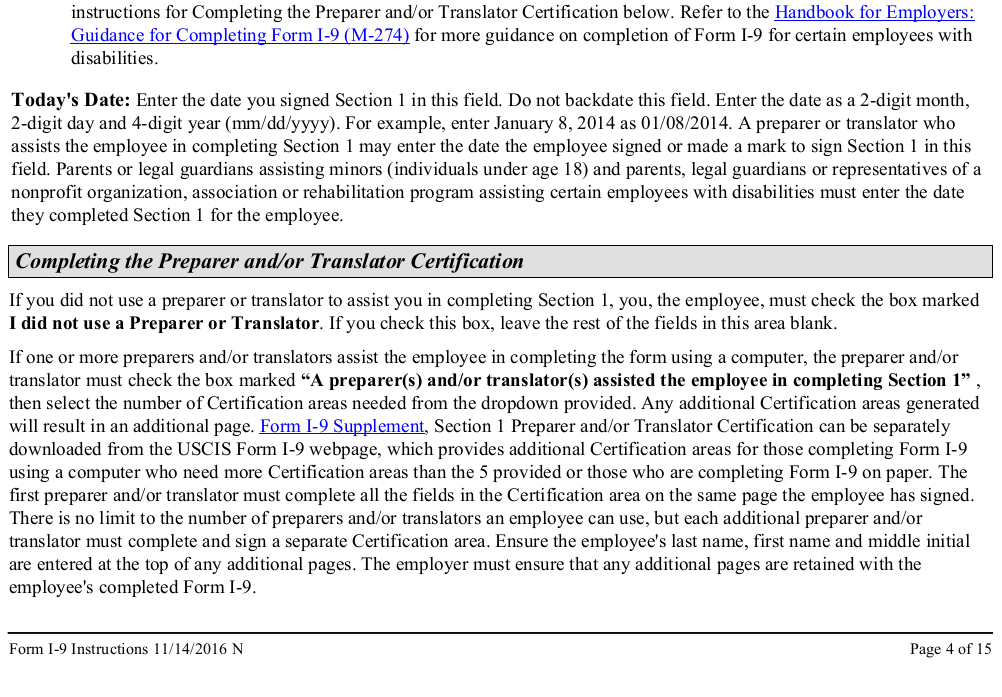 instructions for Completing the Preparer and/or Translator Certification below. Refer to the Handbook for Employers:
Guidance for Completing Form I-9 (M-274) for more guidance on completion of Form I-9 for certain employees with
disabilities.
Today's Date: Enter the date you signed Section 1 in this field. Do not backdate this field. Enter the date as a 2-digit month,
2-digit day and 4-digit year (mm/dd/yyyy). For example, enter January 8, 2014 as 01/08/2014. A preparer or translator who
assists the employee in completing Section 1 may enter the date the employee signed or made a mark to sign Section 1 in this
field. Parents or legal guardians assisting minors (individuals under age 18) and parents, legal guardians or representatives of a
nonprofit organization, association or rehabilitation program assisting certain employees with disabilities must enter the date
they completed Section 1 for the employee.
Completing the Preparer and/or Translator Certification
If you did not use a preparer or translator to assist you in completing Section 1, you, the employee, must check the box marked
I did not use a Preparer or Translator. If you check this box, leave the rest of the fields in this area blank.
If one or more preparers and/or translators assist the employee in completing the form using a computer, the preparer and/or
translator must check the box marked “A preparer(s) and/or translator(s) assisted the employee in completing Section 1” ,
then select the number of Certification areas needed from the dropdown provided. Any additional Certification areas generated
will result in an additional page. Form I-9 Supplement, Section 1 Preparer and/or Translator Certification can be separately
downloaded from the USCIS Form I-9 webpage, which provides additional Certification areas for those completing Form I-9
using a computer who need more Certification areas than the 5 provided or those who are completing Form I-9 on paper. The
first preparer and/or translator must complete all the fields in the Certification area on the same page the employee has signed.
There is no limit to the number of preparers and/or translators an employee can use, but each additional preparer and/or
translator must complete and sign a separate Certification area. Ensure the employee's last name, first name and middle initial
are entered at the top of any additional pages. The employer must ensure that any additional pages are retained with the
employee's completed Form I-9.
Form I-9 Instructions 11/14/2016 N
Page 4 of 15